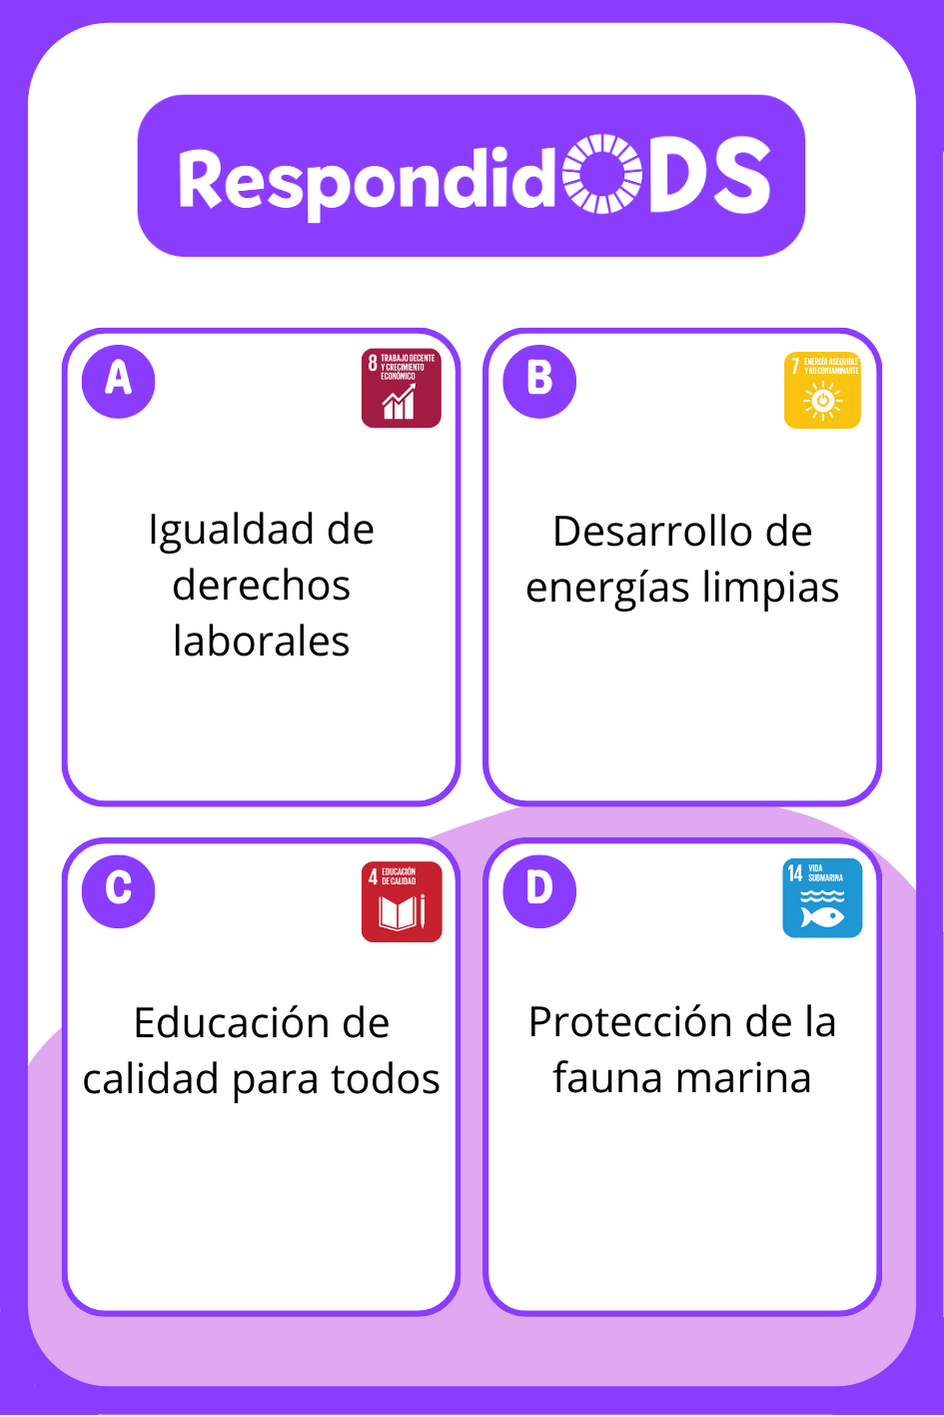 RespondidODS
A
8 TRABAJO DECENTE
Y CRECIMIENTO
ECONÓMICO
Igualdad de
derechos
laborales
B
7 ENERGÍA ASEQUIBLE
Y NO CONTAMINANTE
Desarrollo de
energías limpias
C
4 EDUCACIÓN
DE CALIDAD
Educación de
calidad para todos
D
14 VIDA
SUBMARINA
Protección de la
fauna marina